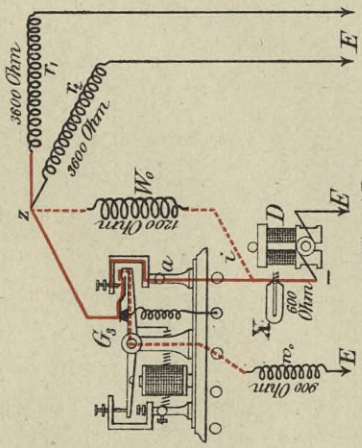 3600 Ohm
r₁
E
r₂
3600 Ohm
E
z
W₀
1200 Ohm
G₃
a
i
D
X
600
Ohm
E
w₀
900 Ohm
E